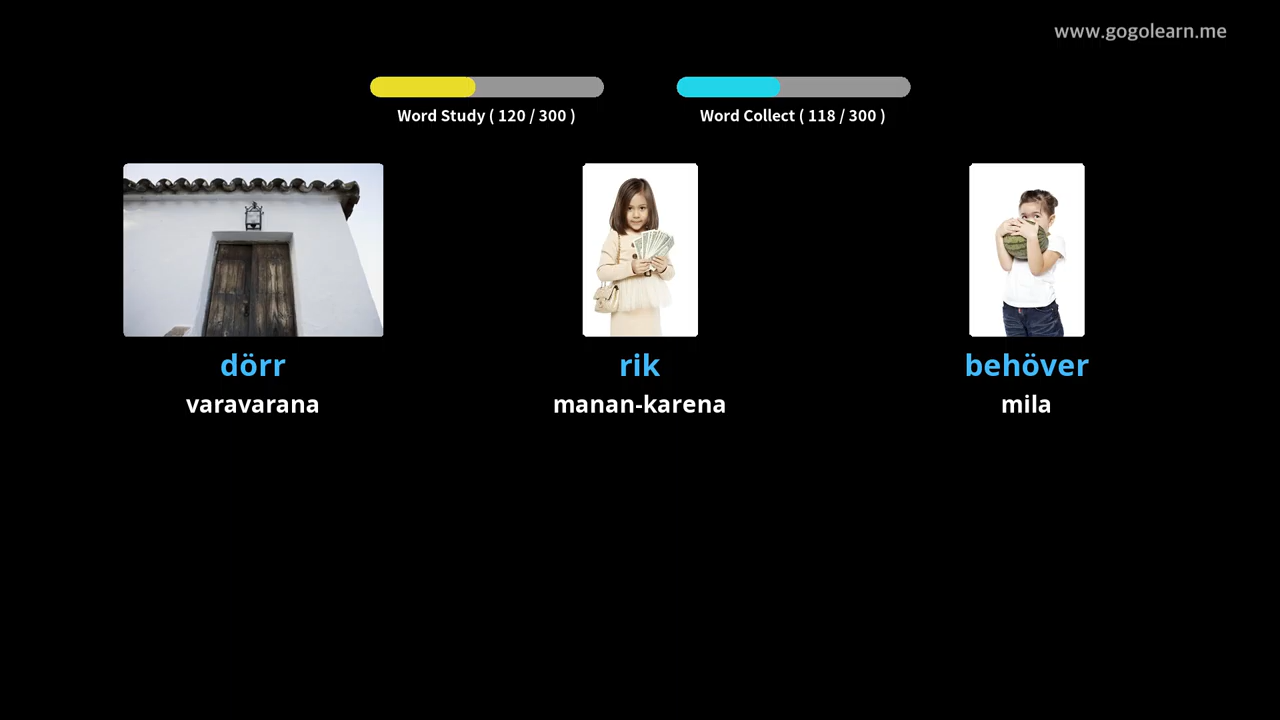 www.gogolearn.me
Word Study ( 120 / 300 )
Word Collect ( 118 / 300 )
dörr
rik
behöver
varavarana
manan-karena
mila